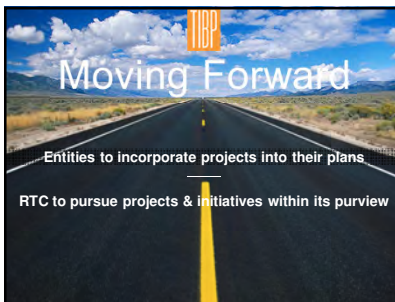 TIBP
Moving Forward
Entities to incorporate projects into their plans
RTC to pursue projects & initiatives within its purview